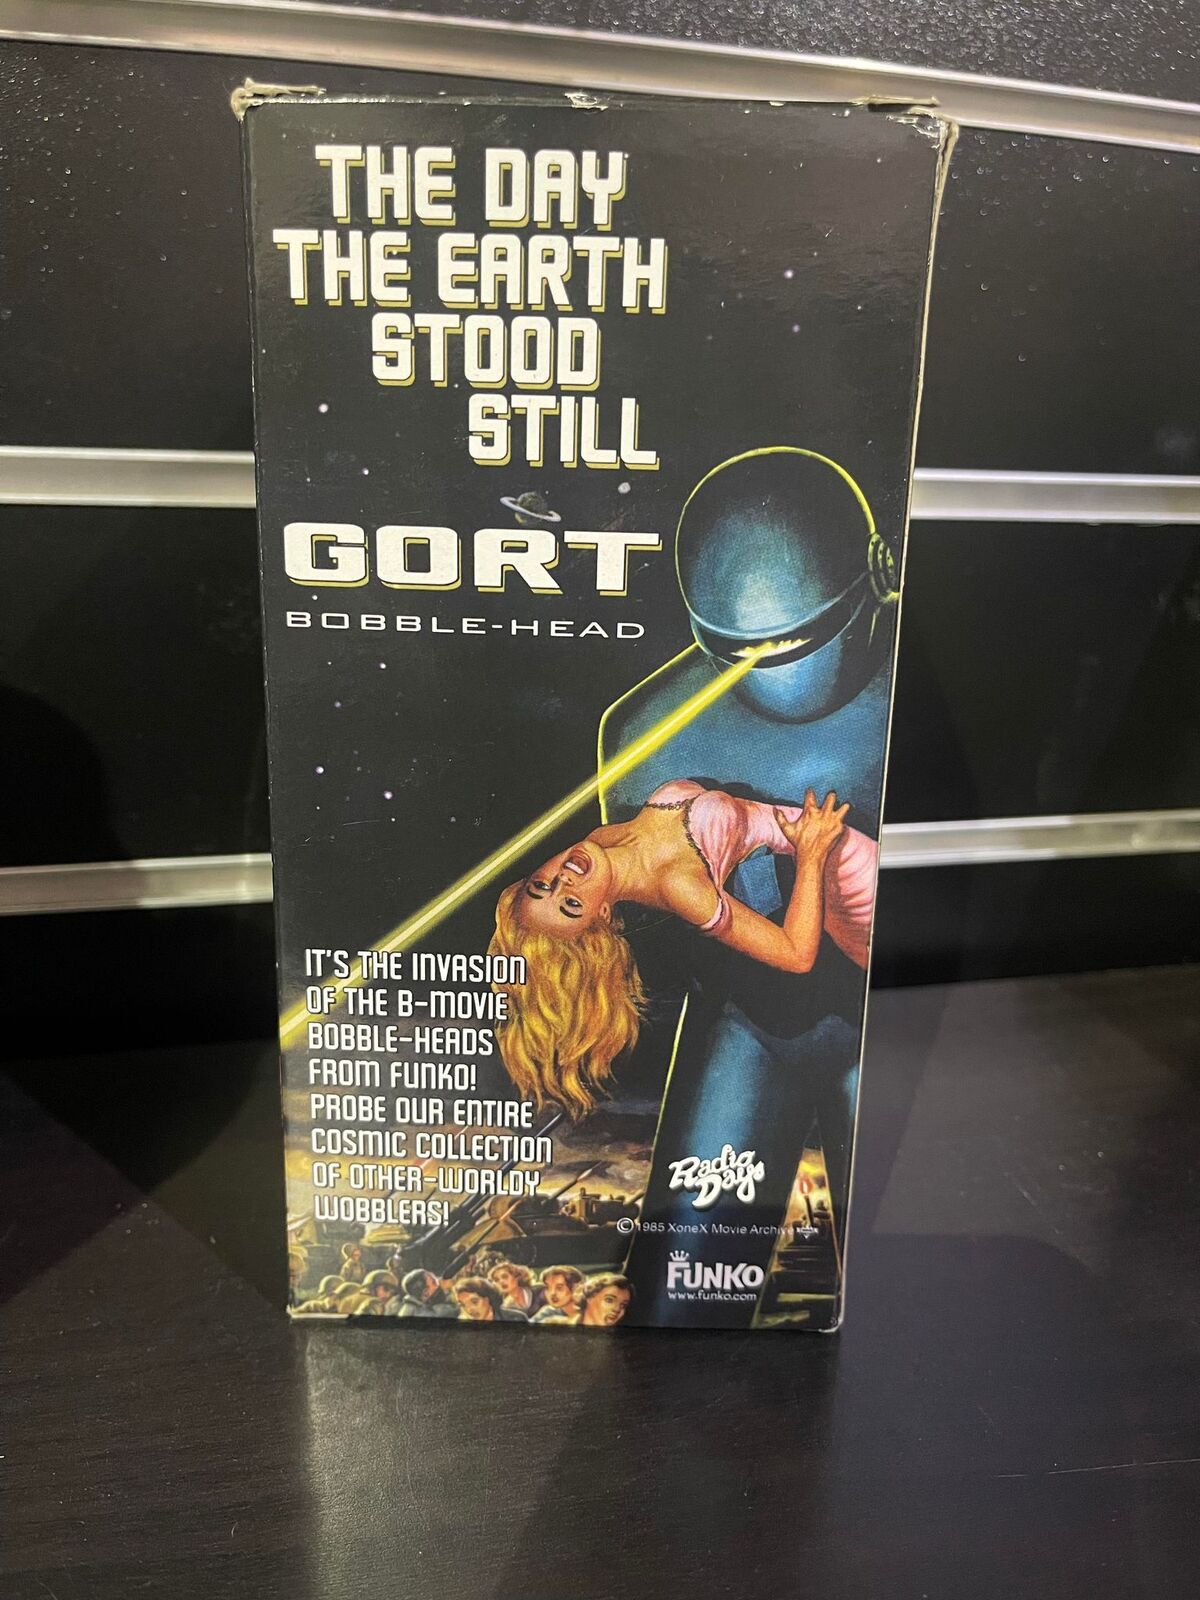 THE DAY
THE EARTH
STOOD
STILL
GORT
BOBBLE-HEAD
IT'S THE INVASION
OF THE B-MOVIE
BOBBLE-HEADS
FROM FUNKO!
PROBE OUR ENTIRE
COSMIC COLLECTION
OF OTHER-WORLDY
WOBBLERS!
Radio
Days
©1985 XoneX Movie Archive
FUNKO
www.funko.com